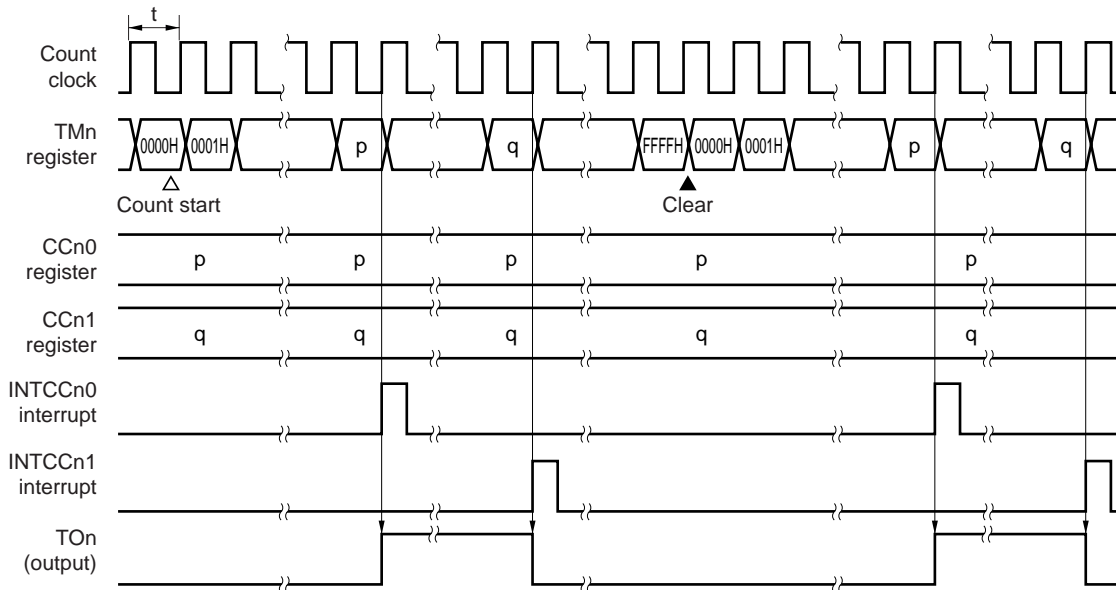 t
Count
clock
TMn
register
0000H 0001H p q FFFFH 0000H 0001H p q
Count start Clear
CCn0
register
p p p p p
CCn1
register
q q q q q
INTCCn0
interrupt
INTCCn1
interrupt
TOn
(output)